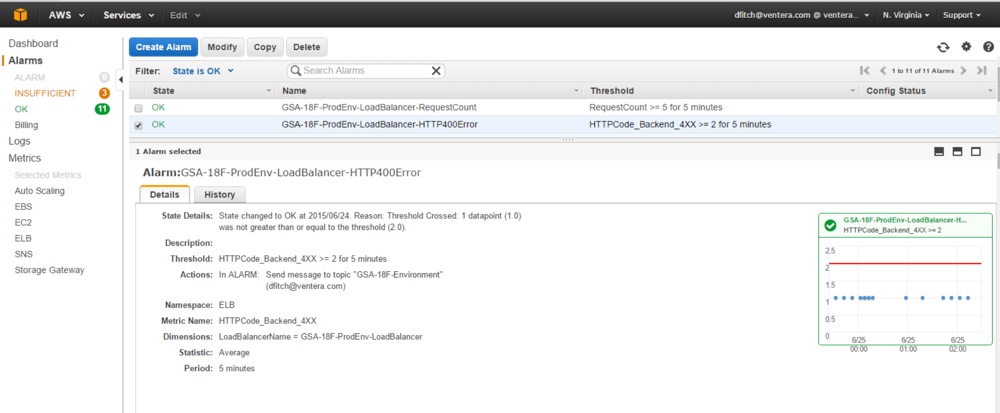 AWS Services Edit dfitch@ventera.com @ ventera... N. Virginia Support
Dashboard
Alarms
ALARM 0
INSUFFICIENT 3
OK 11
Billing
Logs
Metrics
Selected Metrics
Auto Scaling
EBS
EC2
ELB
SNS
Storage Gateway
Create Alarm Modify Copy Delete
Filter: State is OK Search Alarms 1 to 11 of 11 Alarms
State Name Threshold Config Status
OK GSA-18F-ProdEnv-LoadBalancer-RequestCount RequestCount >= 5 for 5 minutes
OK GSA-18F-ProdEnv-LoadBalancer-HTTP400Error HTTPCode_Backend_4XX >= 2 for 5 minutes
1 Alarm selected
Alarm:GSA-18F-ProdEnv-LoadBalancer-HTTP400Error
Details History
State Details: State changed to OK at 2015/06/24. Reason: Threshold Crossed: 1 datapoint (1.0)
was not greater than or equal to the threshold (2.0).
Description:
Threshold: HTTPCode_Backend_4XX >= 2 for 5 minutes
Actions: In ALARM: Send message to topic "GSA-18F-Environment"
(dfitch@ventera.com)
Namespace: ELB
Metric Name: HTTPCode_Backend_4XX
Dimensions: LoadBalancerName = GSA-18F-ProdEnv-LoadBalancer
Statistic: Average
Period: 5 minutes
GSA-18F-ProdEnv-LoadBalancer-H...
HTTPCode_Backend_4XX >= 2
2.5
2
1.5
1
0.5
0
6/25 6/25 6/25
00:00 01:00 02:00